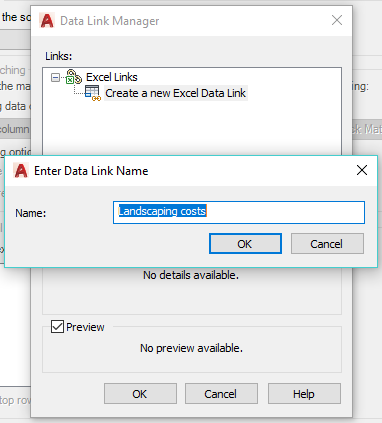 the so
Data Link Manager
Links:
Excel Links
Create a new Excel Data Link
ching
the ma
ing:
g data
column
k Mat
g optio
Enter Data Link Name
Name:
Landscaping costs
OK
Cancel
No details available.
Preview
No preview available.
OK
Cancel
Help
top row